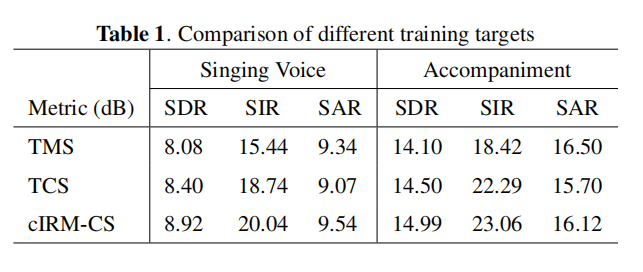 Table 1. Comparison of different training targets
Singing Voice Accompaniment
Metric (dB) SDR SIR SAR SDR SIR SAR
TMS 8.08 15.44 9.34 14.10 18.42 16.50
TCS 8.40 18.74 9.07 14.50 22.29 15.70
cIRM-CS 8.92 20.04 9.54 14.99 23.06 16.12